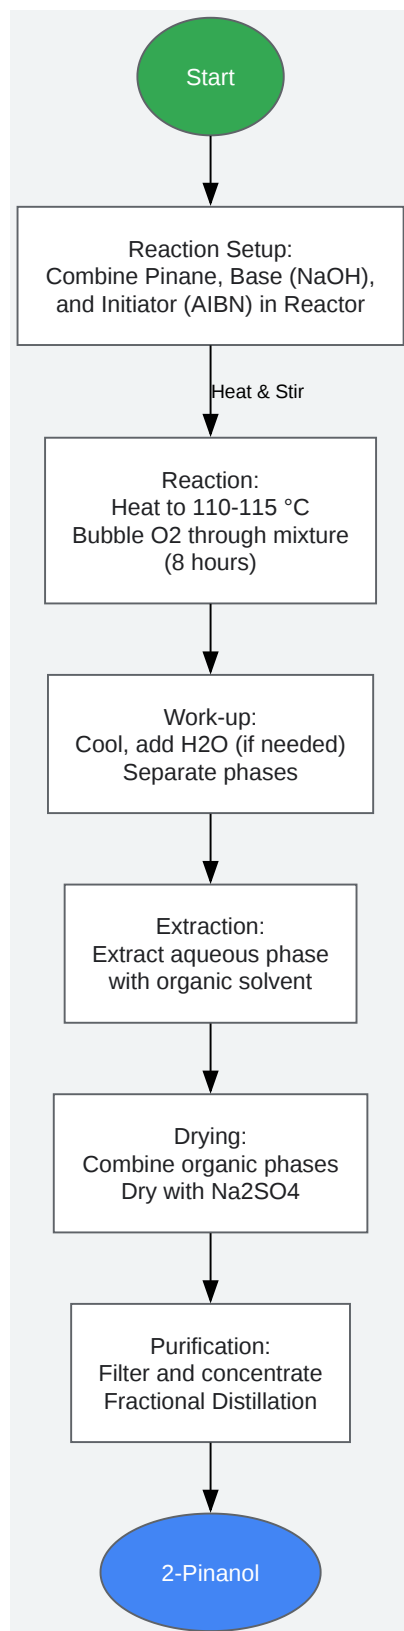 Start
Reaction Setup:
Combine Pinane, Base (NaOH),
and Initiator (AIBN) in Reactor
Heat & Stir
Reaction:
Heat to 110-115 °C
Bubble O2 through mixture
(8 hours)
Work-up:
Cool, add H2O (if needed)
Separate phases
Extraction:
Extract aqueous phase
with organic solvent
Drying:
Combine organic phases
Dry with Na2SO4
Purification:
Filter and concentrate
Fractional Distillation
2-Pinanol